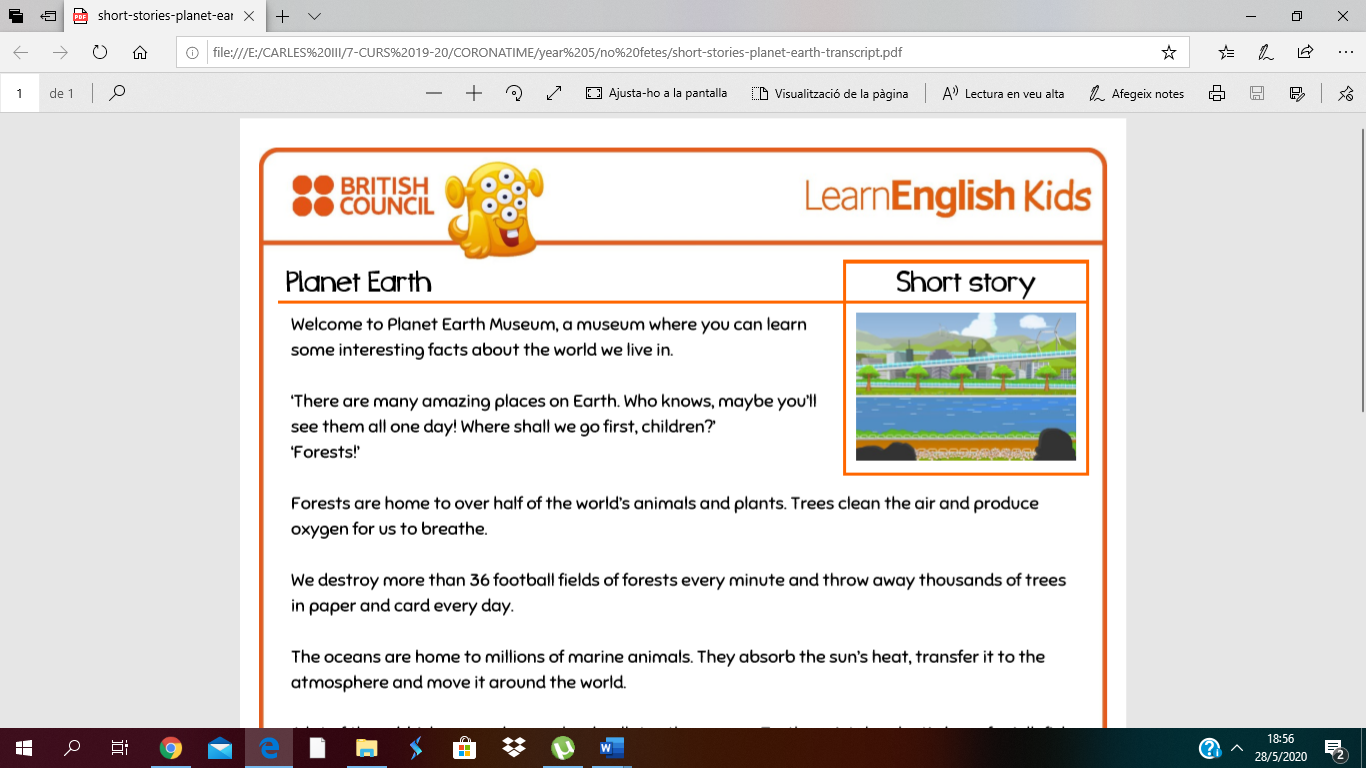 short-stories-planet-ear
file:///E:/CARLES%20III/7-CURS%2019-20/CORONATIME/year%205/no%20fetes/short-stories-planet-earth-transcript.pdf
1 de 1 Ajusta-ho a la pantalla Visualització de la pàgina Lectura en veu alta Afegeix notes
BRITISH
COUNCIL
LearnEnglish Kids
Planet Earth
Short story
Welcome to Planet Earth Museum, a museum where you can learn
some interesting facts about the world we live in.
‘There are many amazing places on Earth. Who knows, maybe you’ll
see them all one day! Where shall we go first, children?’
‘Forests!’
Forests are home to over half of the world’s animals and plants. Trees clean the air and produce
oxygen for us to breathe.
We destroy more than 36 football fields of forests every minute and throw away thousands of trees
in paper and card every day.
The oceans are home to millions of marine animals. They absorb the sun’s heat, transfer it to the
atmosphere and move it around the world.
18:56
28/5/2020
2